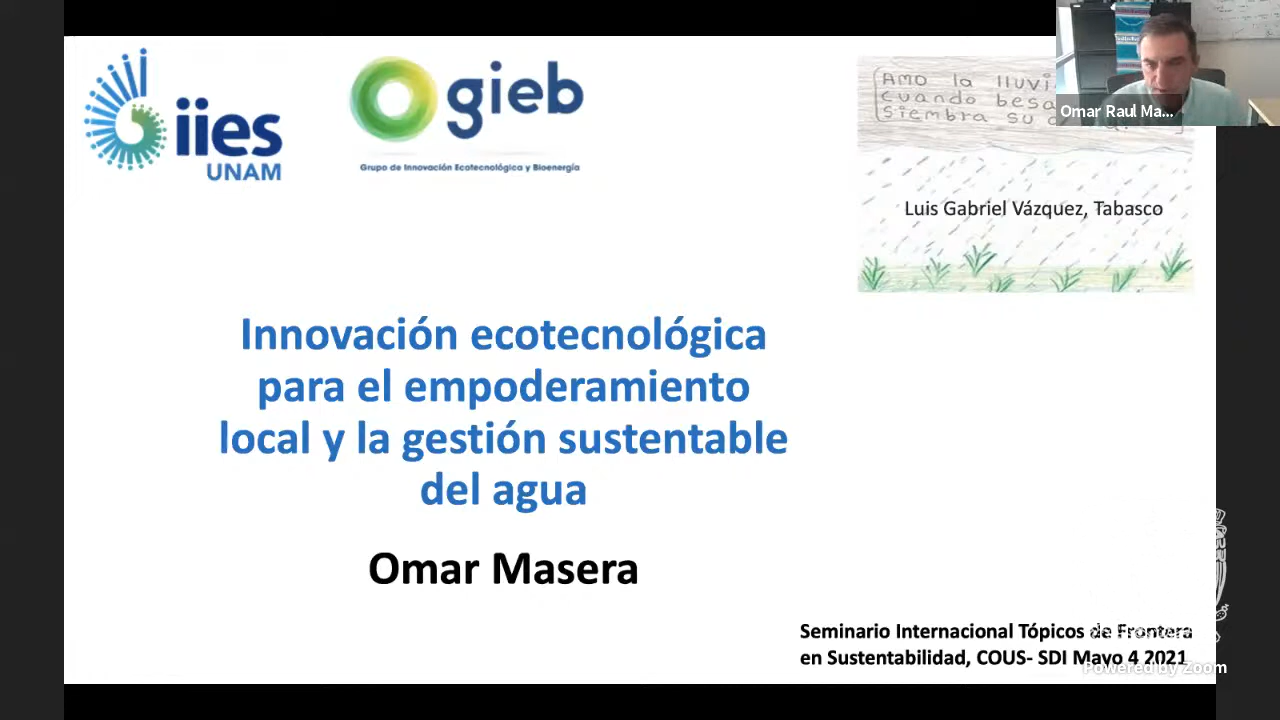 iies
UNAM
gieb
Grupo de Innovación Ecotecnológica y Bioenergía
Amo la lluvi
cuando besa
siembra su
Omar Raul Ma...
Luis Gabriel Vázquez, Tabasco
Innovación ecotecnológica
para el empoderamiento
local y la gestión sustentable
del agua
Omar Masera
Seminario Internacional Tópicos de Frontera
en Sustentabilidad, COUS- SDI Mayo 4 2021
Powered by Zoom